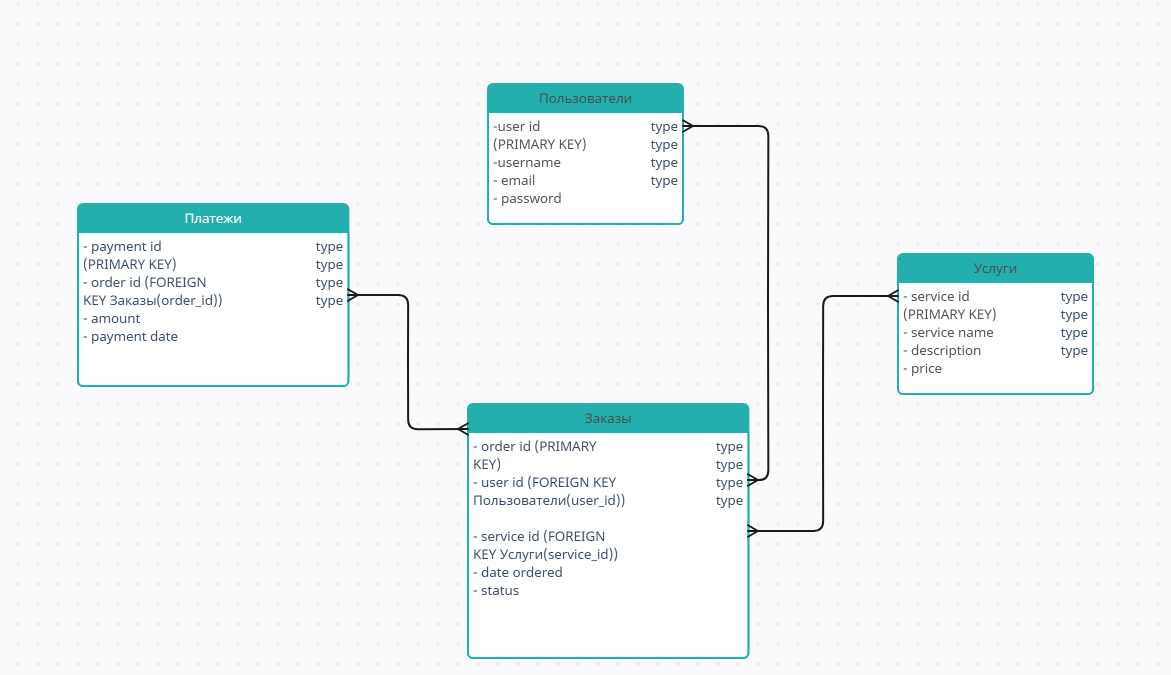 Пользователи
-user id type
(PRIMARY KEY) type
-username type
- email type
- password
Платежи
- payment id type
(PRIMARY KEY) type
- order id (FOREIGN type
KEY Заказы(order_id)) type
- amount
- payment date
Услуги
- service id type
(PRIMARY KEY) type
- service name type
- description type
- price
Заказы
- order id (PRIMARY type
KEY) type
- user id (FOREIGN KEY type
Пользователи(user_id)) type
- service id (FOREIGN
KEY Услуги(service_id))
- date ordered
- status